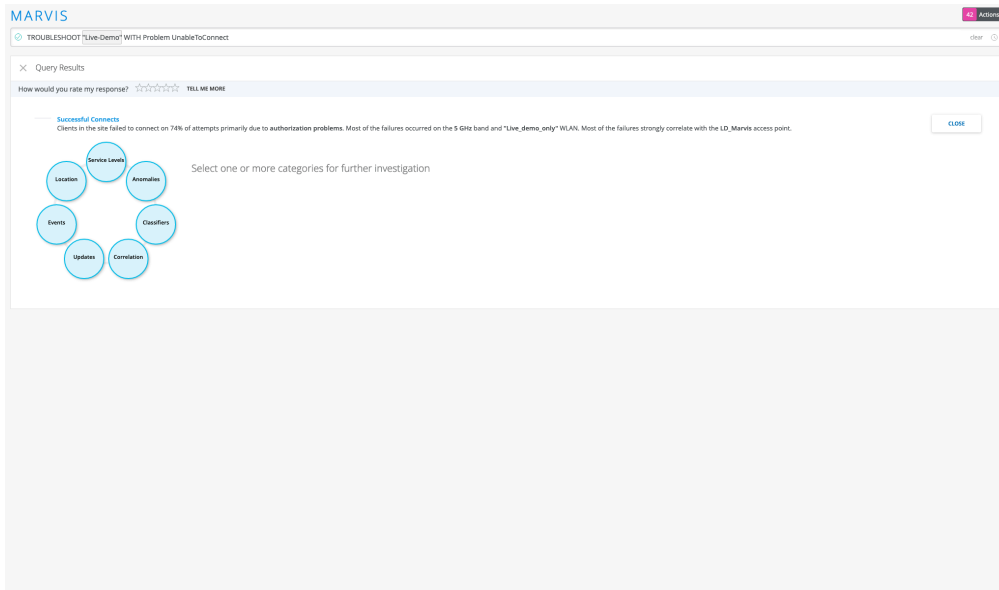 MARVIS
42 Actions
TROUBLESHOOT "Live-Demo" WITH Problem UnableToConnect
clear
Query Results
How would you rate my response?
TELL ME MORE
Successful Connects
Clients in the site failed to connect on 74% of attempts primarily due to authorization problems. Most of the failures occurred on the 5 GHz band and "Live_demo_only" WLAN. Most of the failures strongly correlate with the LD_Marvis access point.
CLOSE
Select one or more categories for further investigation
Service Levels
Location
Anomalies
Events
Classifiers
Updates
Correlation